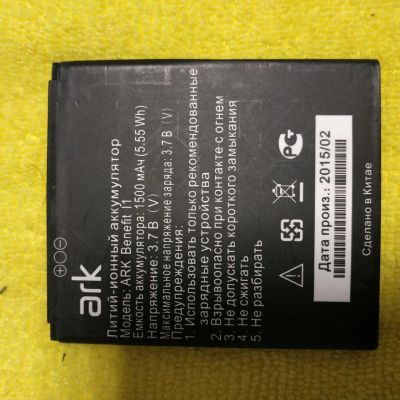 ark
Литий-ионный аккумулятор
Модель: ARK Benefit I1
Емкость аккумулятора: 1500 мАч (5.55 Wh)
Напряжение: 3.7 В (V)
Максимальное напряжение заряда: 3.7 В (V)
Предупреждения:
1. Использовать только рекомендованные
зарядные устройства
2. Взрывоопасно при контакте с огнем
3. Не допускать короткого замыкания
4. Не сжигать
5. Не разбирать
Дата произ.: 2015/02
Сделано в Китае